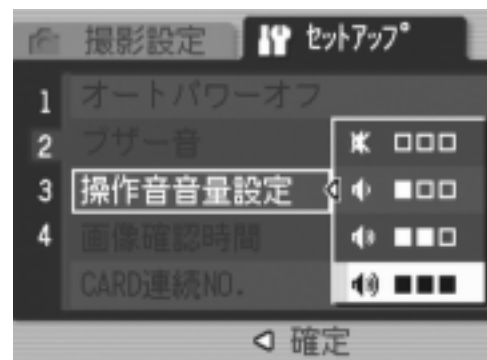 撮影設定 セットアップ
1 オートパワーオフ
2 ブザー音
3 操作音音量設定
4 画像確認時間
CARD連続NO.
確定